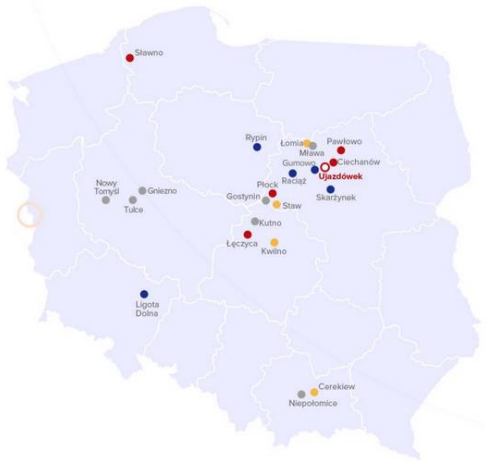 Sławno
Rypin
Łomia
Mława
Pawłowo
Gumowo
Ciechanów
Raciąż
Ujazdówek
Płock
Skarżynek
Nowy
Tomyśl
Gniezno
Tulce
Gostynin
Staw
Kutno
Łęczyca
Kwilno
Ligota
Dolna
Cerekiew
Niepołomice